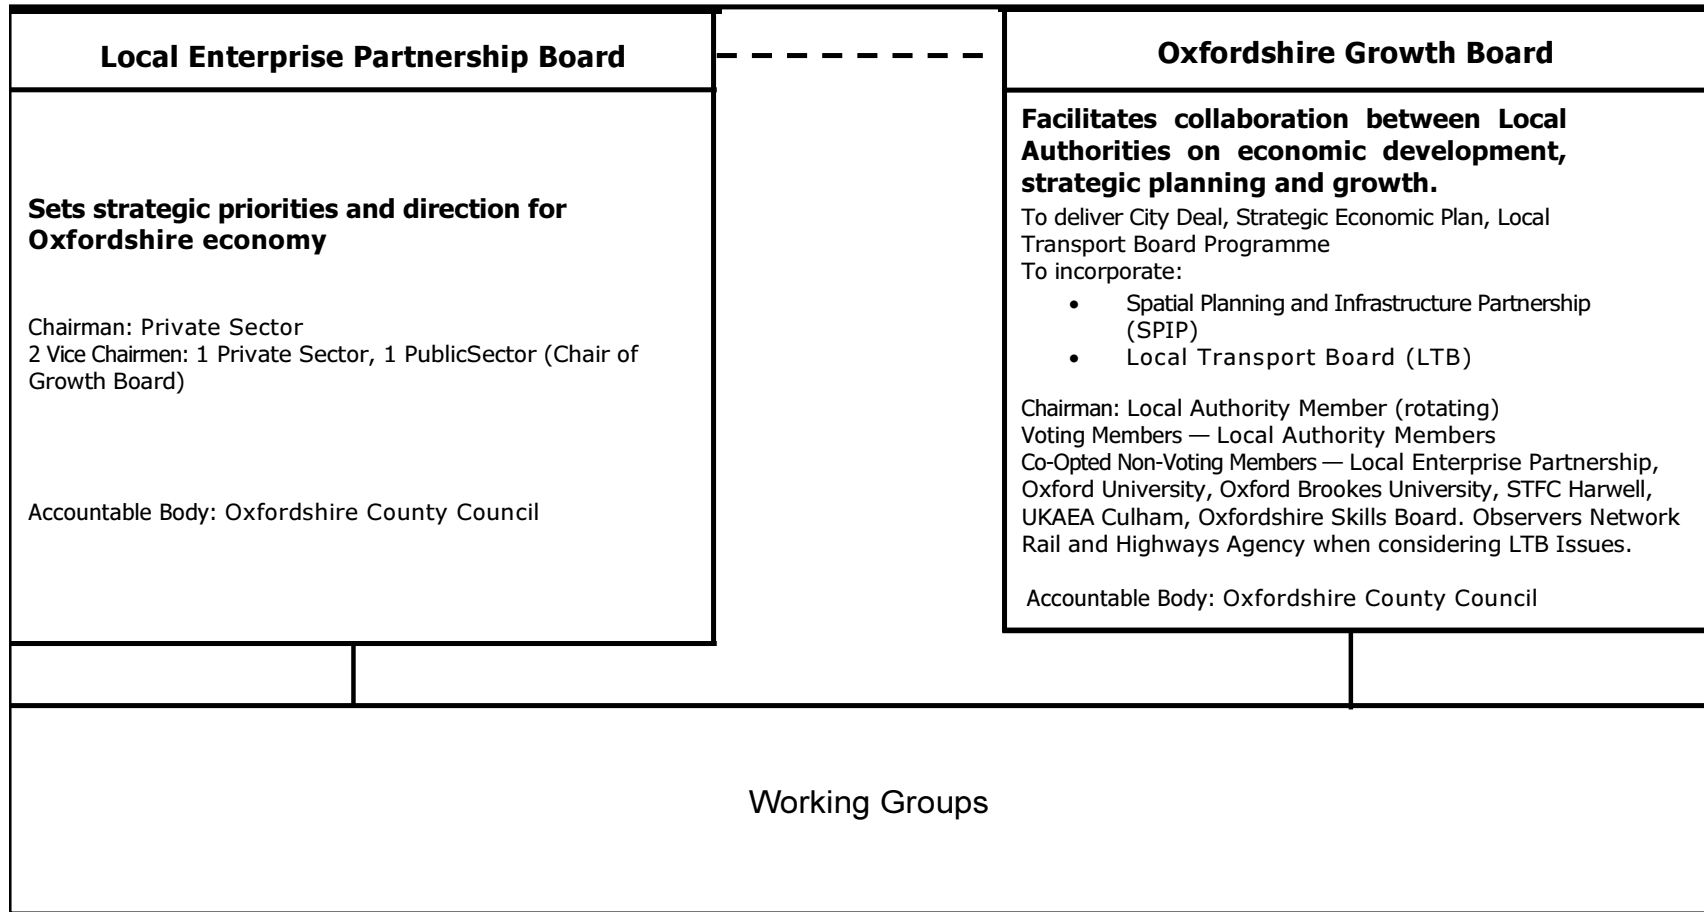 Local Enterprise Partnership Board
Sets strategic priorities and direction for
Oxfordshire economy
Chairman: Private Sector
2 Vice Chairmen: 1 Private Sector, 1 PublicSector (Chair of
Growth Board)
Accountable Body: Oxfordshire County Council
Oxfordshire Growth Board
Facilitates collaboration between Local
Authorities on economic development,
strategic planning and growth.
To deliver City Deal, Strategic Economic Plan, Local
Transport Board Programme
To incorporate:
• Spatial Planning and Infrastructure Partnership
(SPIP)
• Local Transport Board (LTB)
Chairman: Local Authority Member (rotating)
Voting Members — Local Authority Members
Co-Opted Non-Voting Members — Local Enterprise Partnership,
Oxford University, Oxford Brookes University, STFC Harwell,
UKAEA Culham, Oxfordshire Skills Board. Observers Network
Rail and Highways Agency when considering LTB Issues.
Accountable Body: Oxfordshire County Council
Working Groups